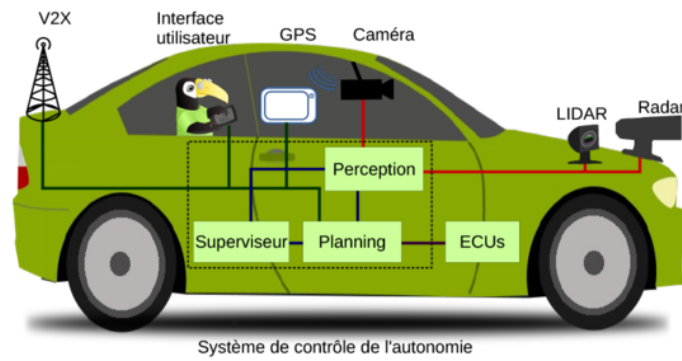 V2X
Interface
utilisateur
GPS
Caméra
LIDAR
Radar
Perception
Superviseur
Planning
ECUs
Système de contrôle de l'autonomie